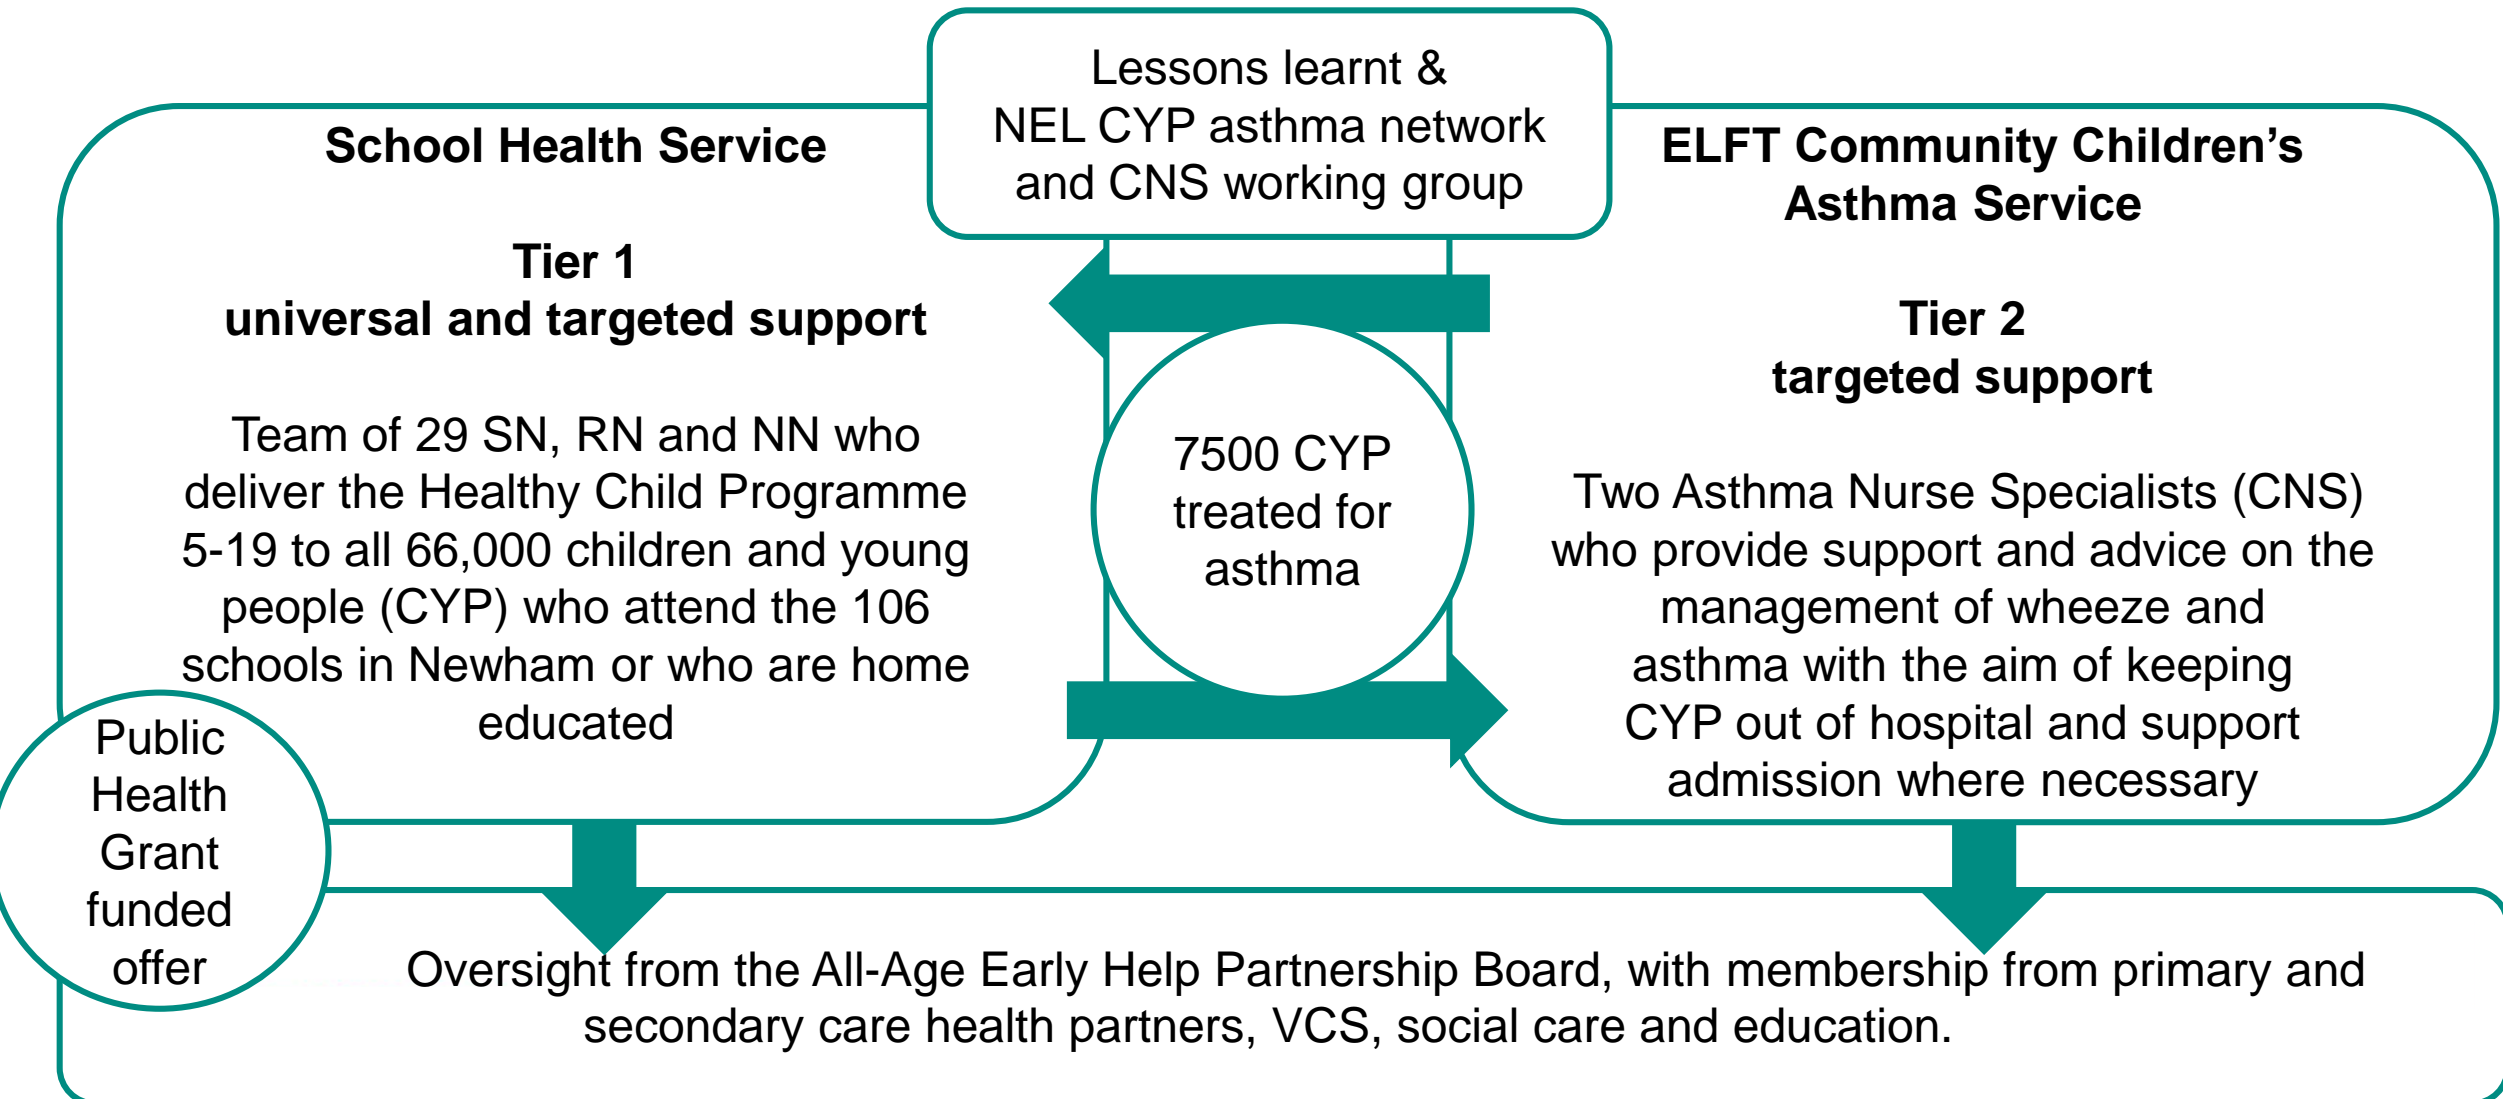 Lessons learnt &
NEL CYP asthma network
and CNS working group
School Health Service
Tier 1
universal and targeted support
Team of 29 SN, RN and NN who
deliver the Healthy Child Programme
5-19 to all 66,000 children and young
people (CYP) who attend the 106
schools in Newham or who are home
educated
7500 CYP
treated for
asthma
ELFT Community Children’s
Asthma Service
Tier 2
targeted support
Two Asthma Nurse Specialists (CNS)
who provide support and advice on the
management of wheeze and
asthma with the aim of keeping
CYP out of hospital and support
admission where necessary
Public
Health
Grant
funded
offer
Oversight from the All-Age Early Help Partnership Board, with membership from primary and
secondary care health partners, VCS, social care and education.